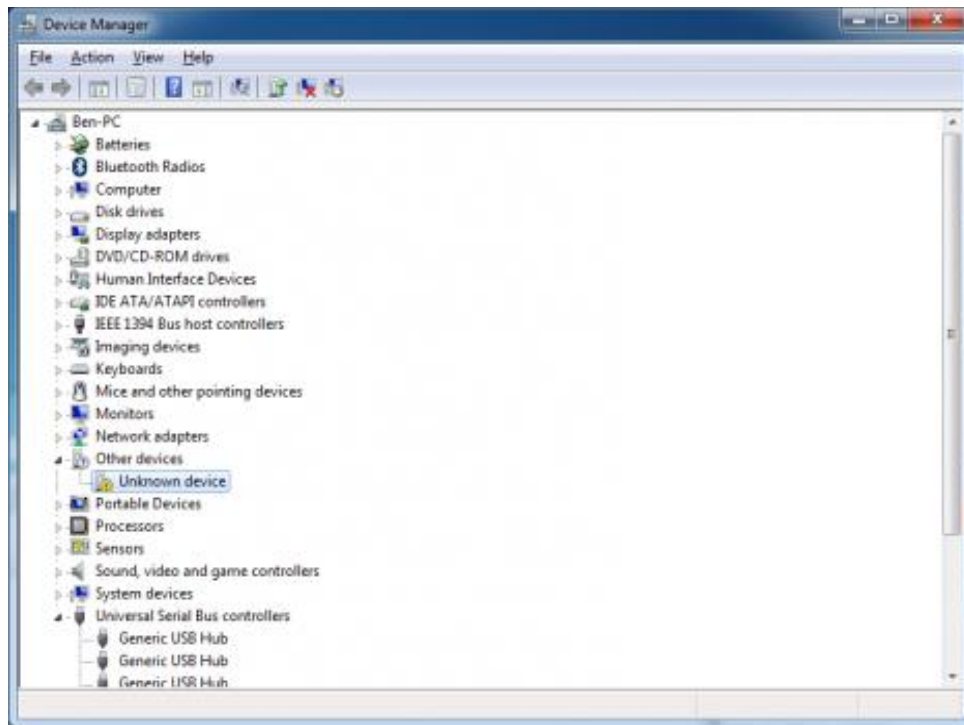 Device Manager
File Action View Help
Ben-PC
Batteries
Bluetooth Radios
Computer
Disk drives
Display adapters
DVD/CD-ROM drives
Human Interface Devices
IDE ATA/ATAPI controllers
IEEE 1394 Bus host controllers
Imaging devices
Keyboards
Mice and other pointing devices
Monitors
Network adapters
Other devices
Unknown device
Portable Devices
Processors
Sensors
Sound, video and game controllers
System devices
Universal Serial Bus controllers
Generic USB Hub
Generic USB Hub
Generic USB Hub